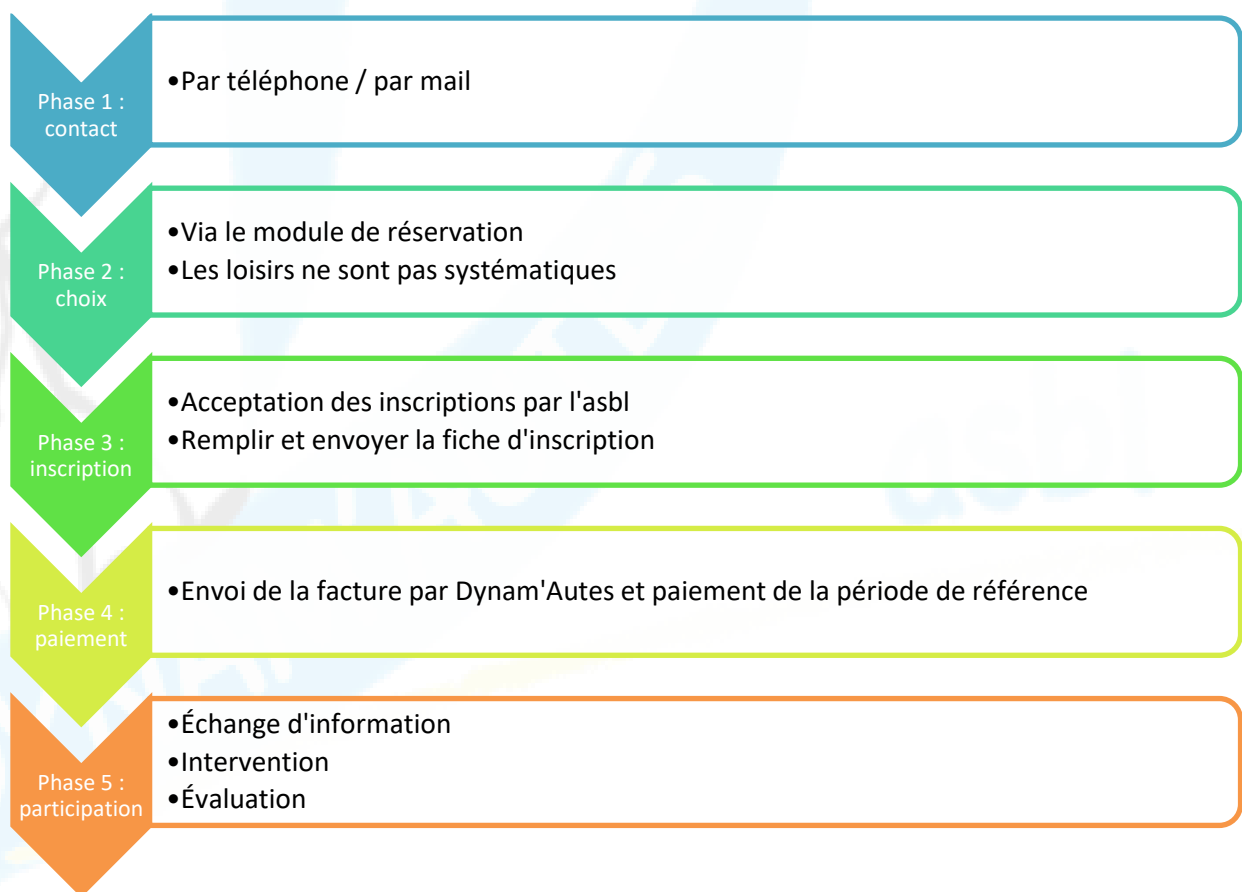 Phase 1 :
contact
•Par téléphone / par mail
Phase 2 :
choix
•Via le module de réservation
•Les loisirs ne sont pas systématiques
Phase 3 :
inscription
•Acceptation des inscriptions par l'asbl
•Remplir et envoyer la fiche d'inscription
Phase 4 :
paiement
•Envoi de la facture par Dynam'Autes et paiement de la période de référence
Phase 5 :
participation
•Échange d'information
•Intervention
•Évaluation
asbl